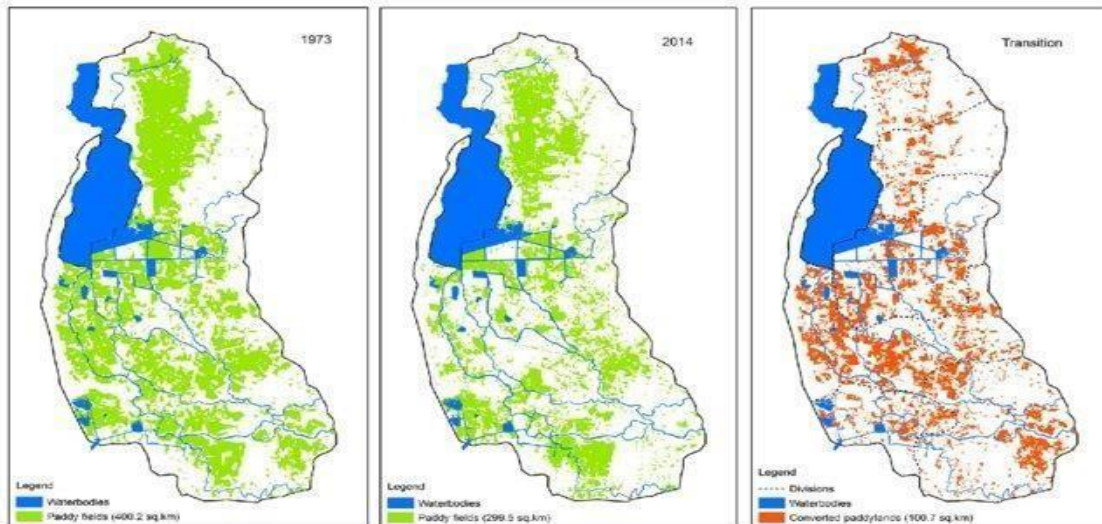 1973
Legend
Waterbodies
Paddy fields (400.2 sq.km)
2014
Legend
Waterbodies
Paddy fields (299.5 sq.km)
Transition
Legend
Divisions
Waterbodies
Converted paddylands (100.7 sq.km)